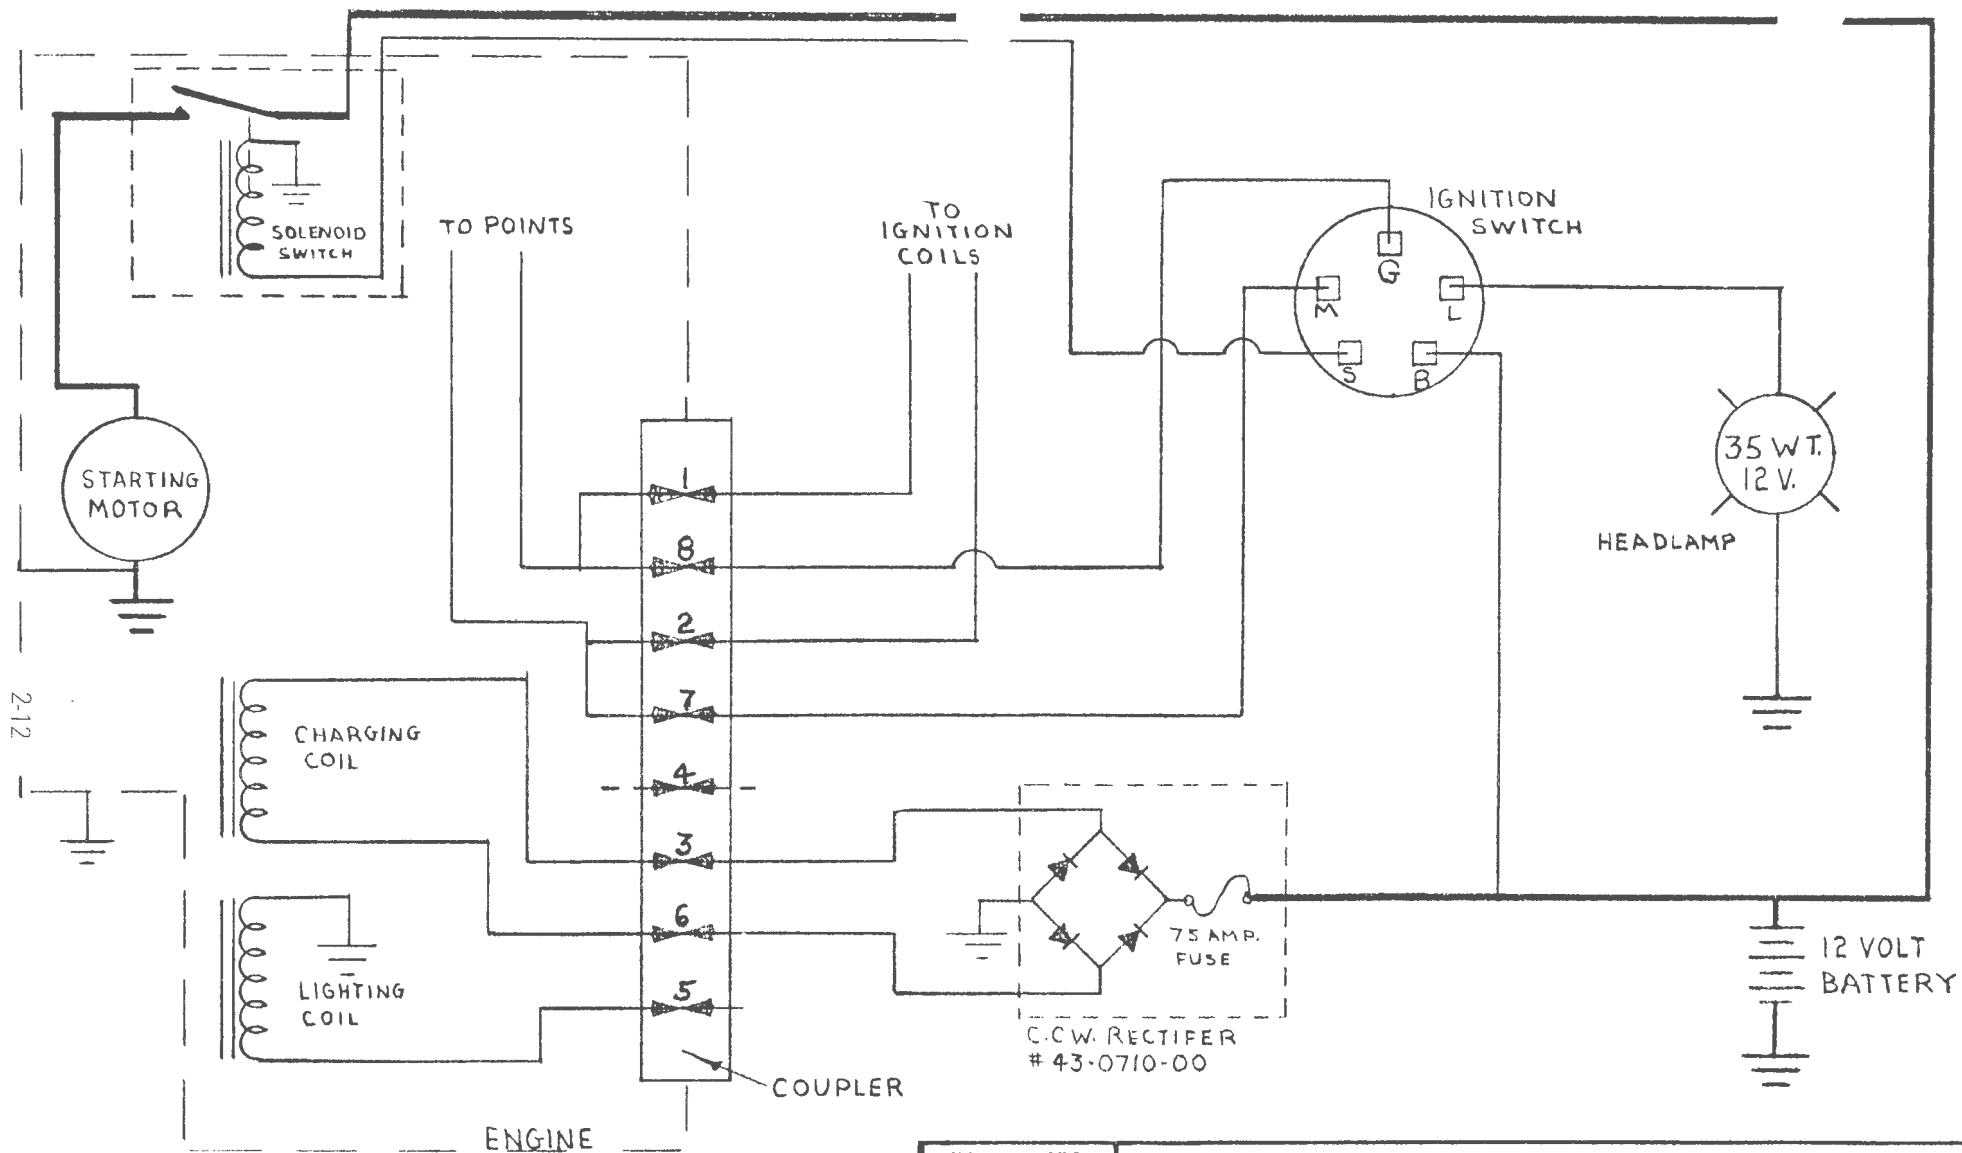 SOLENOID
SWITCH
TO POINTS
TO
IGNITION
COILS
IGNITION
SWITCH
G
M
L
S
B
STARTING
MOTOR
35 WT.
12 V.
HEADLAMP
1
8
2
7
4
3
6
5
2-12
CHARGING
COIL
LIGHTING
COIL
75 AMP.
FUSE
C.C.W. RECTIFER
# 43-0710-00
12 VOLT
BATTERY
COUPLER
ENGINE